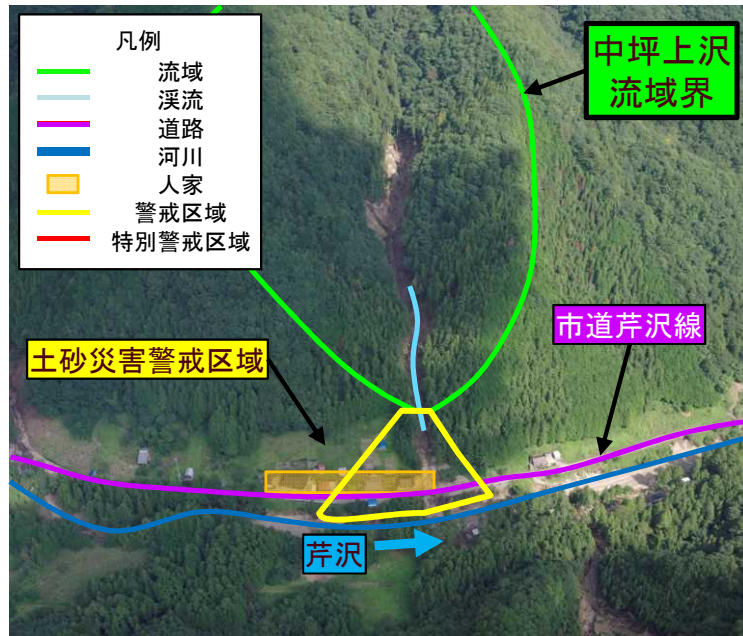 凡例
流域
渓流
道路
河川
人家
警戒区域
特別警戒区域
中坪上沢
流域界
市道芹沢線
土砂災害警戒区域
芹沢